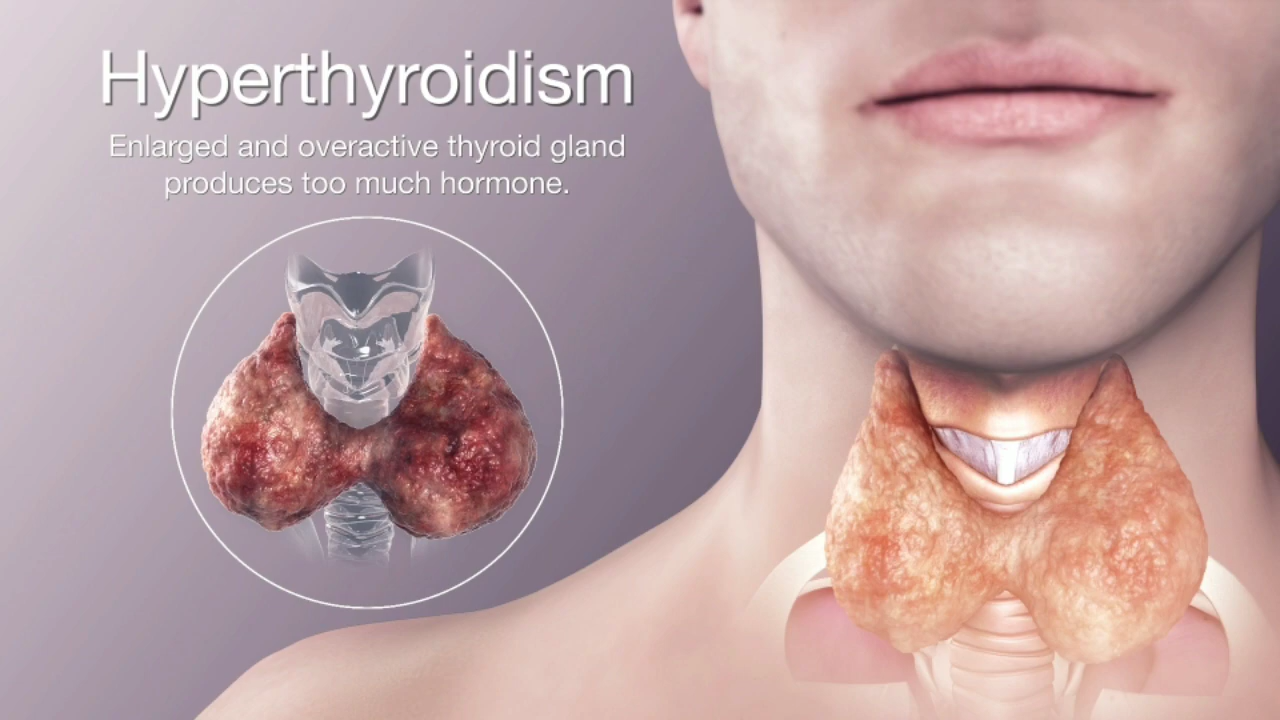 Hyperthyroidism
Enlarged and overactive thyroid gland
produces too much hormone.